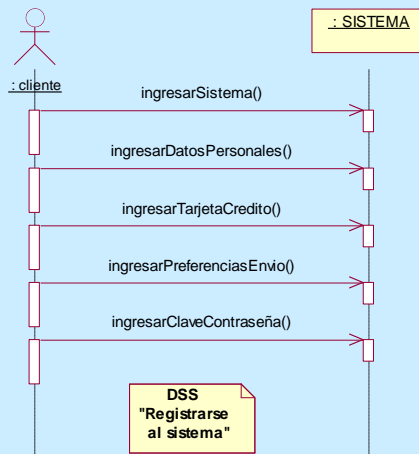 : SISTEMA
: cliente
ingresarSistema()
ingresarDatosPersonales()
ingresarTarjetaCredito()
ingresarPreferenciasEnvio()
ingresarClaveContraseña()
DSS
"Registrarse
al sistema"